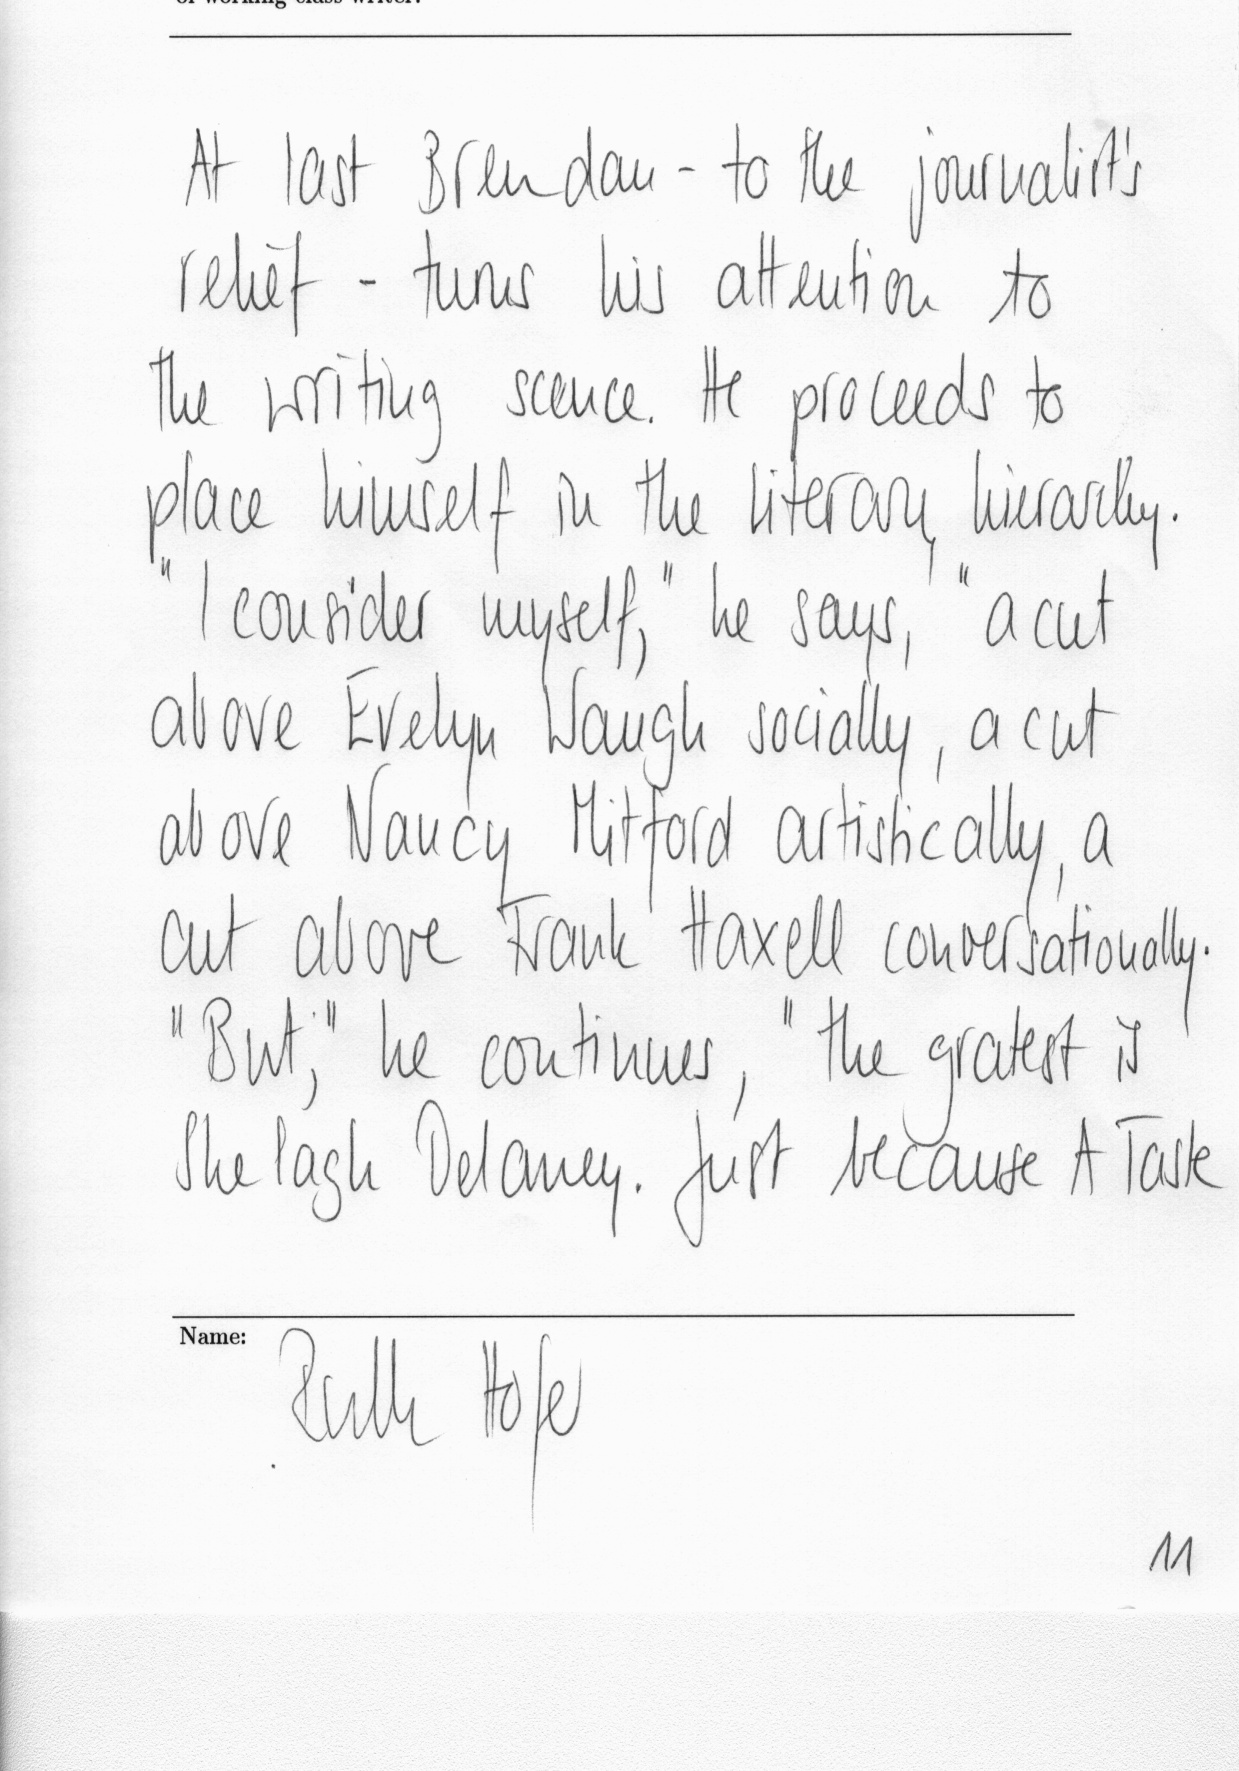 of working-class writer.
At last Brendan - to the journalist's
relief - turns his attention to
the writing scence. He proceeds to
place himself in the literary hierarchy.
"I consider myself," he says, "a cut
above Evelyn Waugh socially, a cut
above Nancy Mitford artistically, a
cut above Frank Haxell conversationally.
"But," he continues, "the gratest is
Shelagh Delaney. Just because A Taste
Name:
Ruth Hofer
11